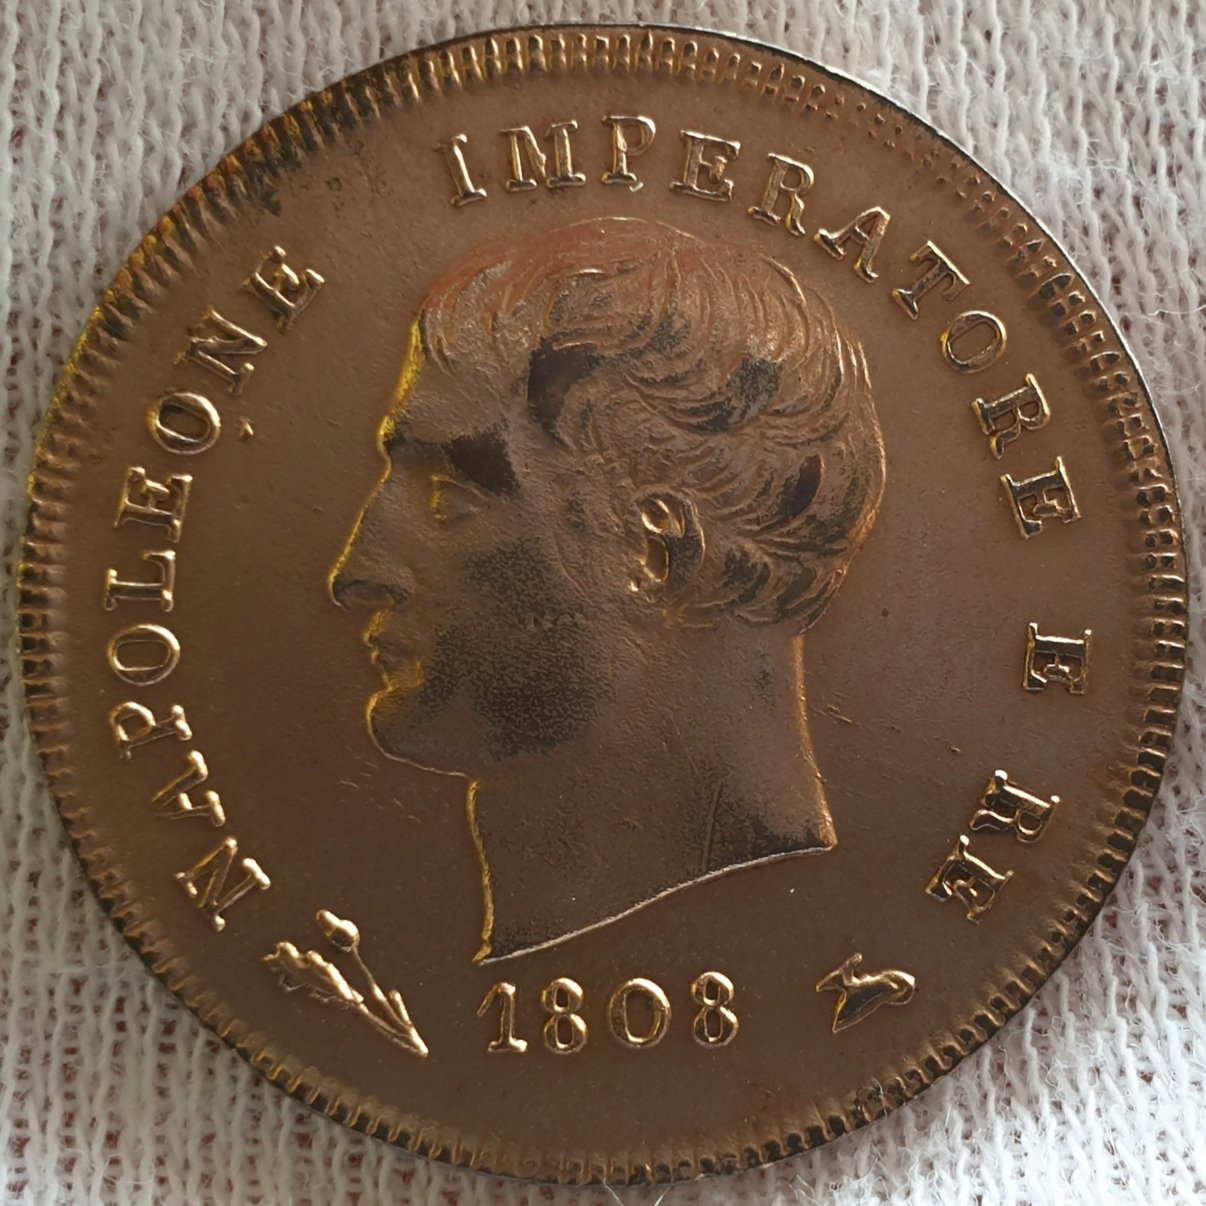 NAPOLEONE IMPERATORE E RE
1808